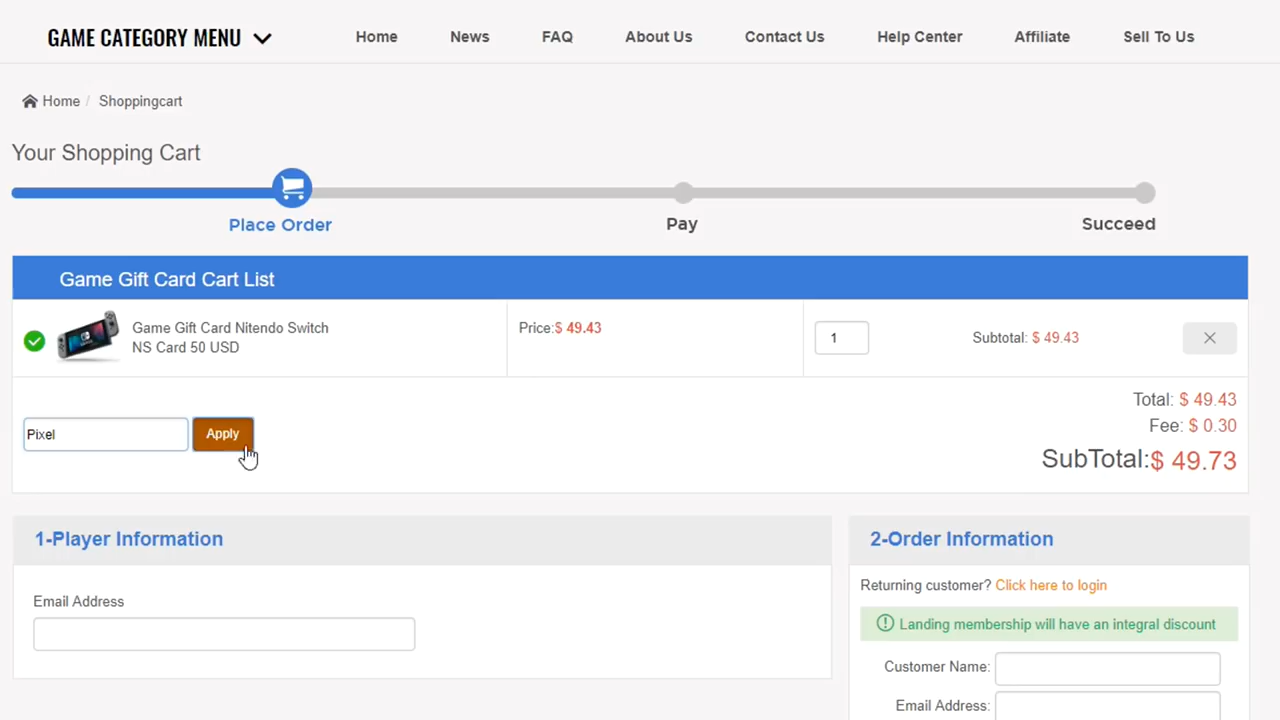 GAME CATEGORY MENU
Home
News
FAQ
About Us
Contact Us
Help Center
Affiliate
Sell To Us
Home / Shoppingcart
Your Shopping Cart
Place Order
Pay
Succeed
Game Gift Card Cart List
Game Gift Card Nitendo Switch
NS Card 50 USD
Price:$ 49.43
1
Subtotal: $ 49.43
Total: $ 49.43
Fee: $ 0.30
SubTotal:$ 49.73
Pixel
Apply
1-Player Information
Email Address
2-Order Information
Returning customer? Click here to login
Landing membership will have an integral discount
Customer Name:
Email Address: